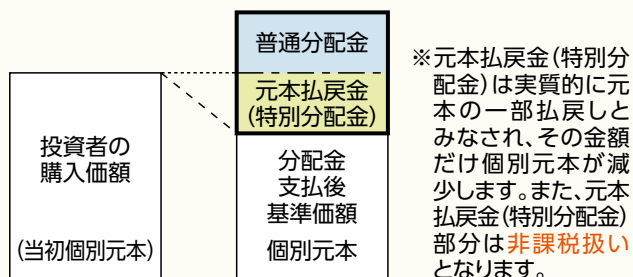 普通分配金
元本払戻金
(特別分配金)
投資者の
購入価額
(当初個別元本)
分配金
支払後
基準価額
個別元本
※元本払戻金(特別分
配金)は実質的に元
本の一部払戻しと
みなされ、その金額
だけ個別元本が減
少します。また、元本
払戻金(特別分配金)
部分は非課税扱い
となります。